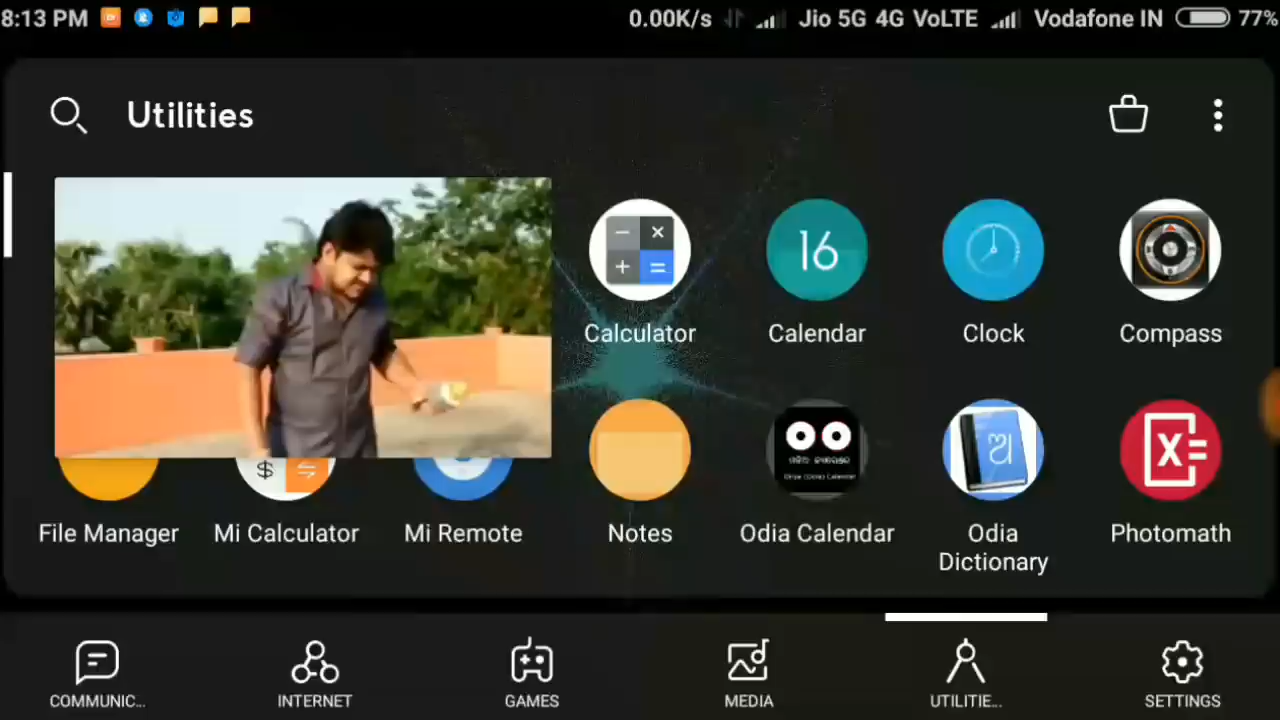 8:13 PM 0.00K/s Jio 5G 4G VoLTE Vodafone IN 77%
Utilities
16
Calculator Calendar Clock Compass
ଅ
File Manager Mi Calculator Mi Remote Notes Odia Calendar Odia Dictionary Photomath
COMMUNIC... INTERNET GAMES MEDIA UTILITIE... SETTINGS